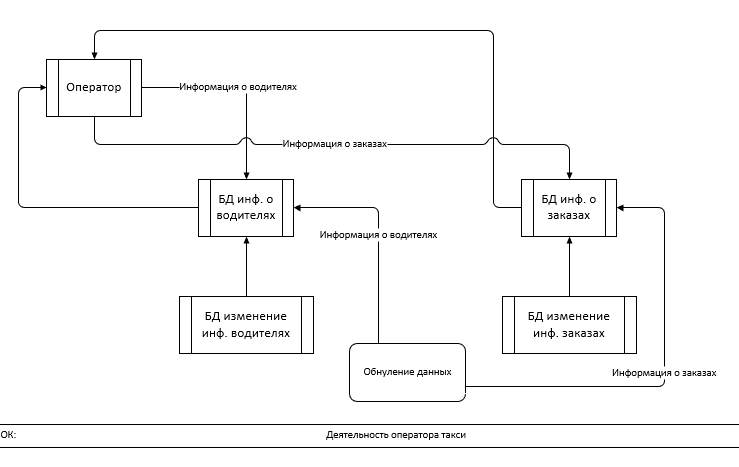 Оператор
Информация о водителях
Информация о заказах
БД инф. о
водителях
БД инф. о
заказах
Информация о водителях
БД изменение
инф. водителях
БД изменение
инф. заказах
Обнуление данных
Информация о заказах
ОК:
Деятельность оператора такси